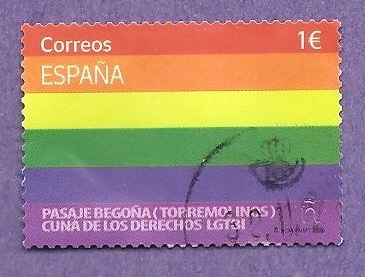 Correos 1€
ESPAÑA
PASAJE BEGOÑA (TORREMOLINOS)
CUNA DE LOS DERECHOS LGTBI